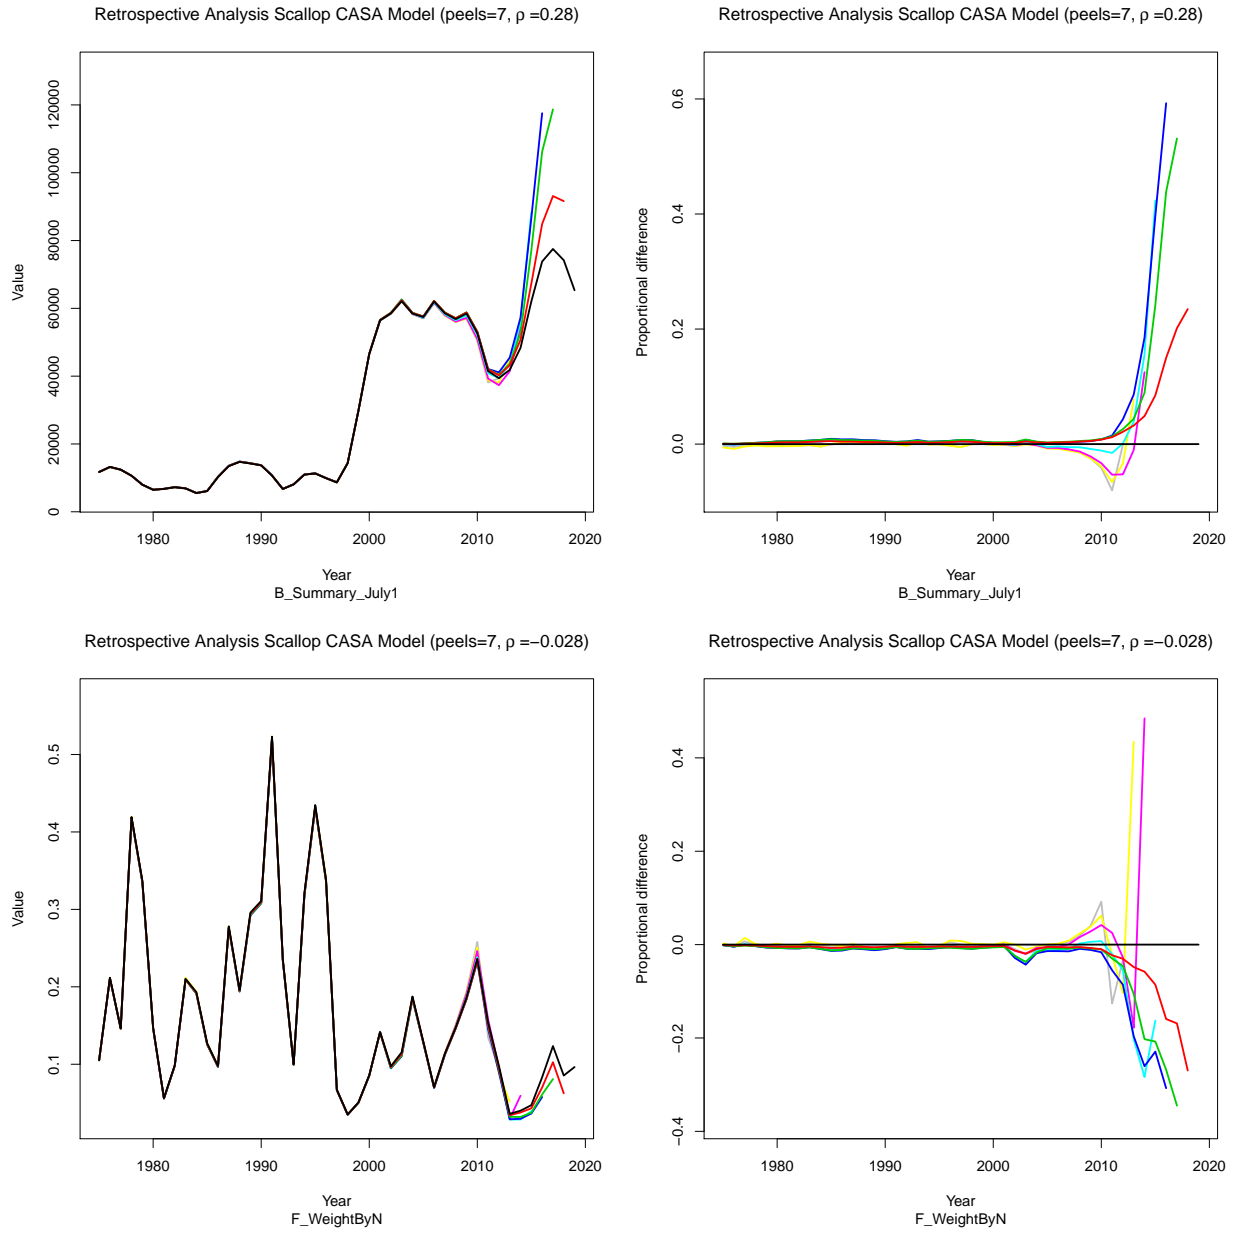 Retrospective Analysis Scallop CASA Model (peels=7, ρ =0.28)
Value
0
20000
40000
60000
80000
100000
120000
1980
1990
2000
2010
2020
Year
B_Summary_July1
Retrospective Analysis Scallop CASA Model (peels=7, ρ =0.28)
Proportional difference
0.0
0.2
0.4
0.6
1980
1990
2000
2010
2020
Year
B_Summary_July1
Retrospective Analysis Scallop CASA Model (peels=7, ρ =−0.028)
Value
0.1
0.2
0.3
0.4
0.5
1980
1990
2000
2010
2020
Year
F_WeightByN
Retrospective Analysis Scallop CASA Model (peels=7, ρ =−0.028)
Proportional difference
−0.4
−0.2
0.0
0.2
0.4
1980
1990
2000
2010
2020
Year
F_WeightByN